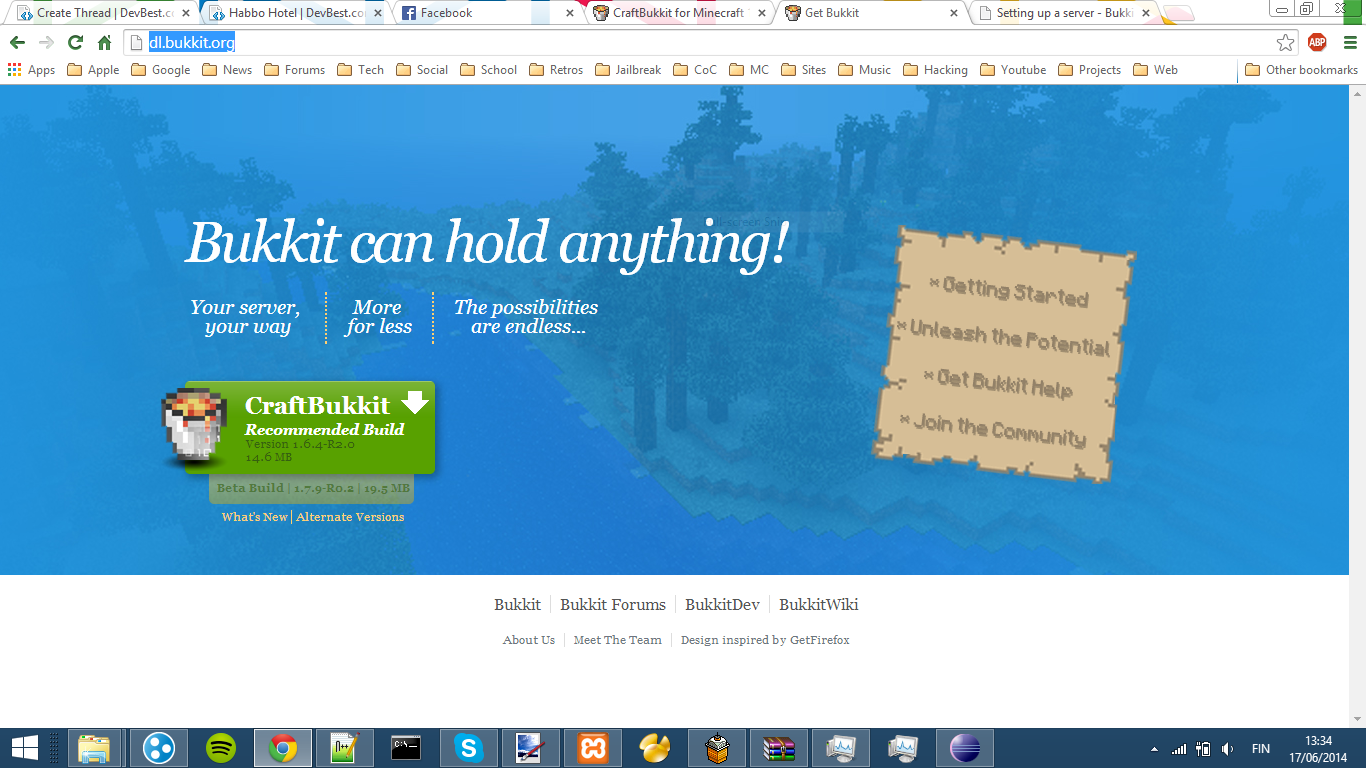 Create Thread | DevBest.co
Habbo Hotel | DevBest.co
Facebook
CraftBukkit for Minecraft
Get Bukkit
Setting up a server - Bukki
dl.bukkit.org
ABP
Apps
Apple
Google
News
Forums
Tech
Social
School
Retros
Jailbreak
CoC
MC
Sites
Music
Hacking
Youtube
Projects
Web
Other bookmarks
Bukkit can hold anything!
Your server,
your way
More
for less
The possibilities
are endless...
× Getting Started
× Unleash the Potential
× Get Bukkit Help
× Join the Community
CraftBukkit
Recommended Build
Version 1.6.4-R2.0
14.6 MB
Beta Build | 1.7.9-R0.2 | 19.5 MB
What's New | Alternate Versions
Bukkit
Bukkit Forums
BukkitDev
BukkitWiki
About Us
Meet The Team
Design inspired by GetFirefox
FIN
13:34
17/06/2014